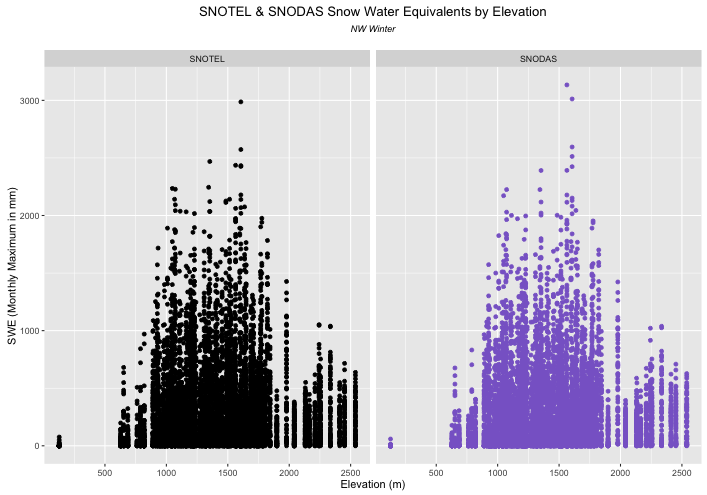 SNOTEL & SNODAS Snow Water Equivalents by Elevation
NW Winter
SNOTEL
SNODAS
SWE (Monthly Maximum in mm)
3000
2000
1000
0
500
1000
1500
2000
2500
500
1000
1500
2000
2500
Elevation (m)